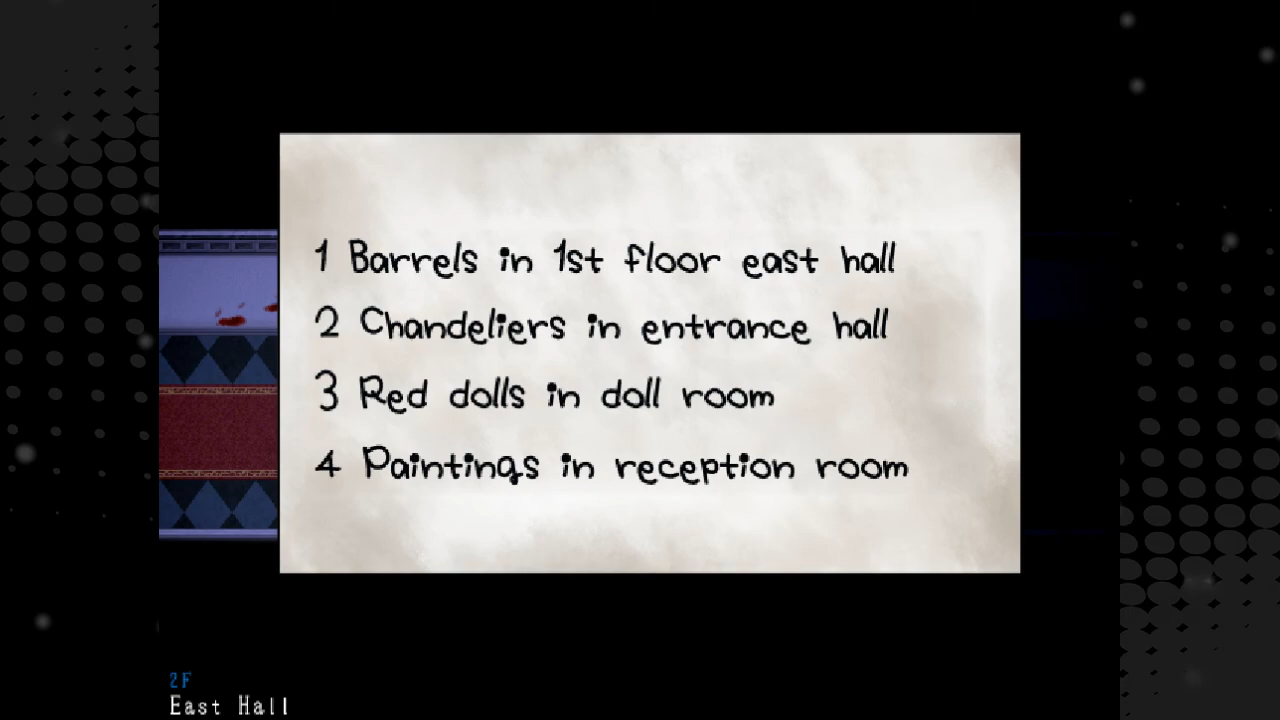 1 Barrels in 1st floor east hall
2 Chandeliers in entrance hall
3 Red dolls in doll room
4 Paintings in reception room
2F
East Hall